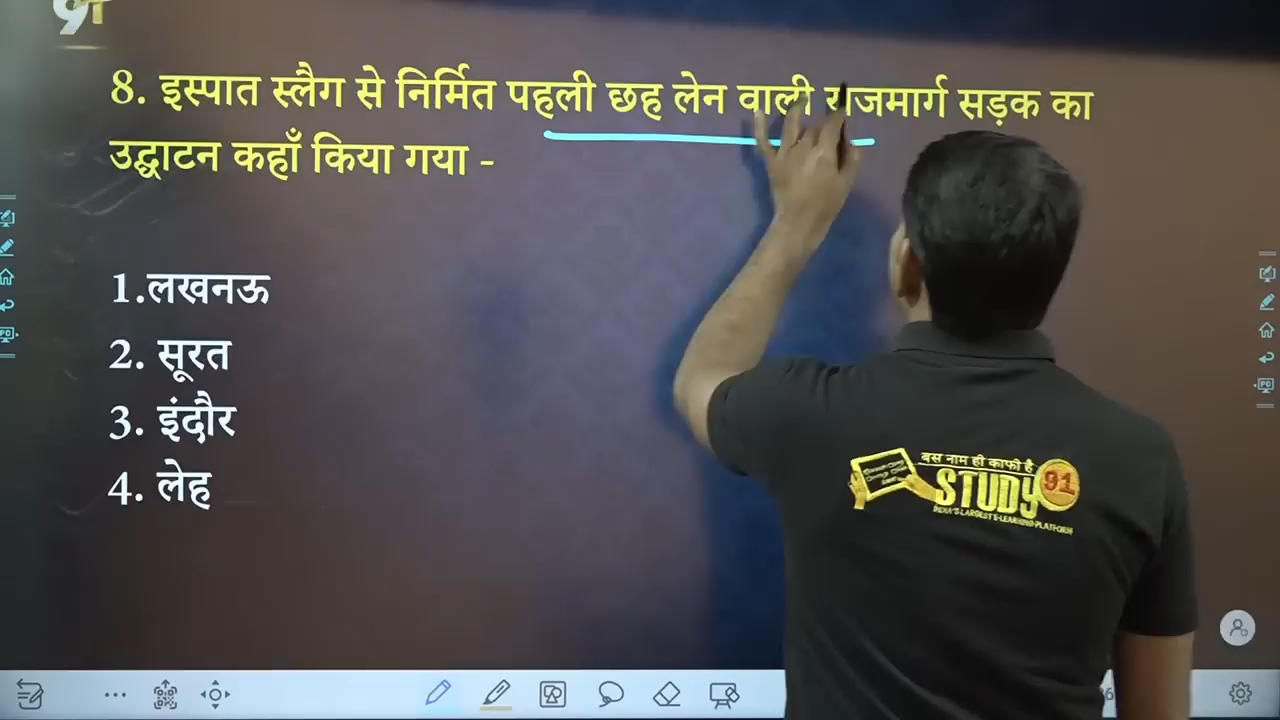 91
8. इस्पात स्लैग से निर्मित पहली छह लेन वाली राजमार्ग सड़क का
उद्घाटन कहाँ किया गया -
1.लखनऊ
2. सूरत
3. इंदौर
4. लेह
बस नाम ही काफी है
STUDY 91
INDIA'S LARGEST E-LEARNING PLATFORM